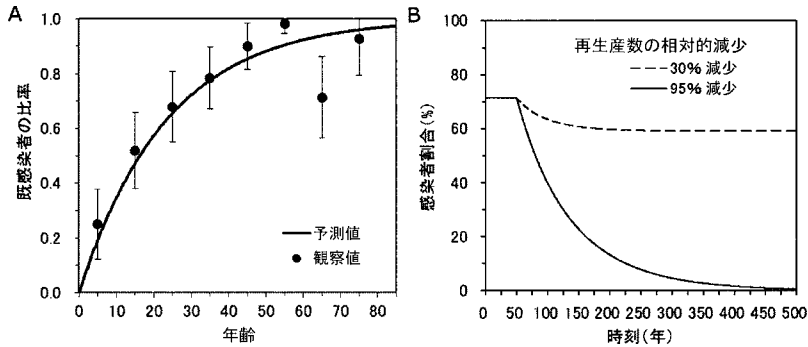 A
1.0
0.8
0.6
0.4
0.2
0.0
既感染者の比率
0 10 20 30 40 50 60 70 80
年齢
予測値
観察値
B
100
80
60
40
20
0
感染者割合(%)
再生産数の相対的減少
30% 減少
95% 減少
0 50 100 150 200 250 300 350 400 450 500
時刻(年)